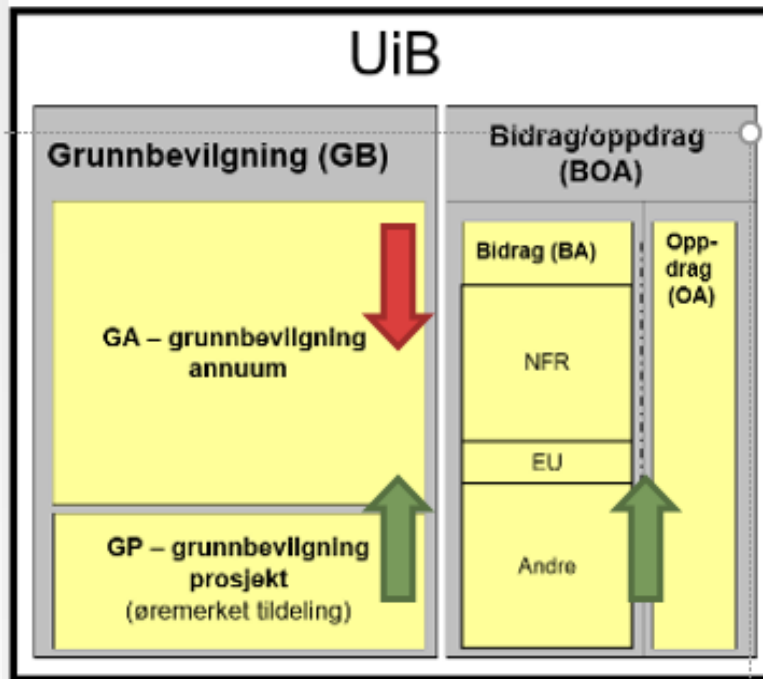 UiB
Grunnbevilgning (GB)
GA – grunnbevilgning
annuum
GP – grunnbevilgning
prosjekt
(øremerket tildeling)
Bidrag/oppdrag
(BOA)
Bidrag (BA)
NFR
EU
Andre
Opp-
drag
(OA)